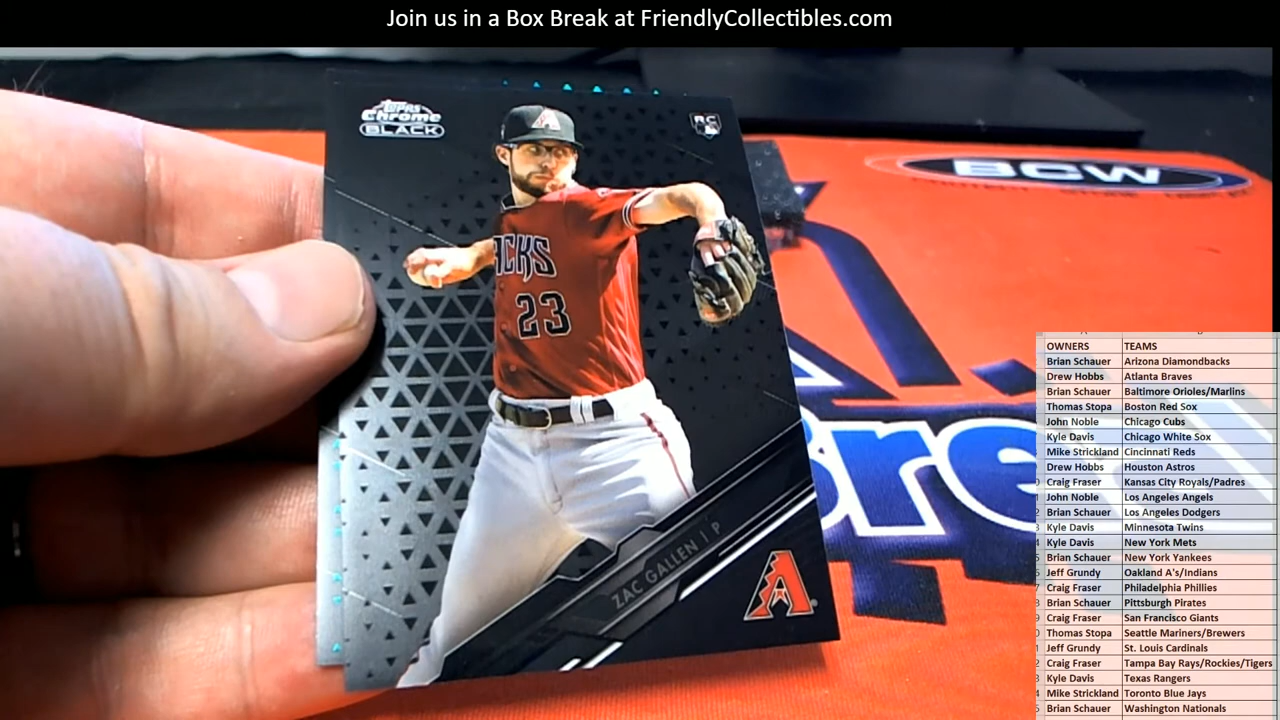 Join us in a Box Break at FriendlyCollectibles.com
TOPPS
Chrome
BLACK
RC
A
ACKS
23
ZAC GALLEN | P
A
BCW
Bre
OWNERS TEAMS
Brian Schauer Arizona Diamondbacks
Drew Hobbs Atlanta Braves
Brian Schauer Baltimore Orioles/Marlins
Thomas Stopa Boston Red Sox
John Noble Chicago Cubs
Kyle Davis Chicago White Sox
Mike Strickland Cincinnati Reds
Drew Hobbs Houston Astros
Craig Fraser Kansas City Royals/Padres
John Noble Los Angeles Angels
Brian Schauer Los Angeles Dodgers
Kyle Davis Minnesota Twins
Kyle Davis New York Mets
Brian Schauer New York Yankees
Jeff Grundy Oakland A's/Indians
Craig Fraser Philadelphia Phillies
Brian Schauer Pittsburgh Pirates
Craig Fraser San Francisco Giants
Thomas Stopa Seattle Mariners/Brewers
Jeff Grundy St. Louis Cardinals
Craig Fraser Tampa Bay Rays/Rockies/Tigers
Kyle Davis Texas Rangers
Mike Strickland Toronto Blue Jays
Brian Schauer Washington Nationals